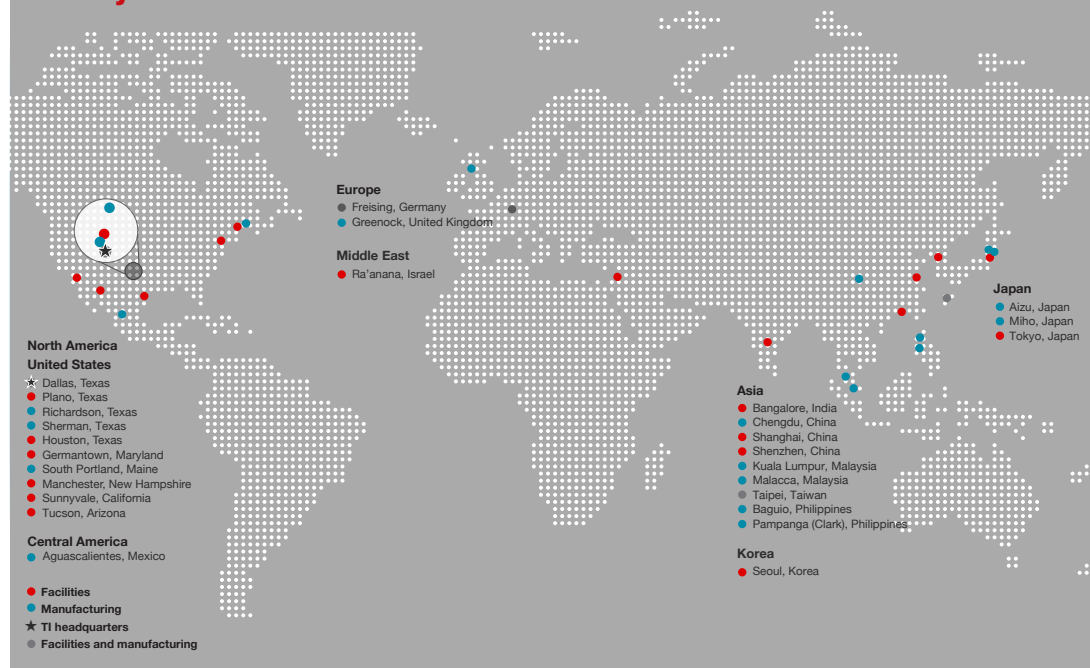 Europe
Freising, Germany
Greenock, United Kingdom
Middle East
Ra'anana, Israel
Japan
Aizu, Japan
Miho, Japan
Tokyo, Japan
North America
United States
Dallas, Texas
Plano, Texas
Richardson, Texas
Sherman, Texas
Houston, Texas
Germantown, Maryland
South Portland, Maine
Manchester, New Hampshire
Sunnyvale, California
Tucson, Arizona
Central America
Aguascalientes, Mexico
Facilities
Manufacturing
TI headquarters
Facilities and manufacturing
Asia
Bangalore, India
Chengdu, China
Shanghai, China
Shenzhen, China
Kuala Lumpur, Malaysia
Malacca, Malaysia
Taipei, Taiwan
Baguio, Philippines
Pampanga (Clark), Philippines
Korea
Seoul, Korea